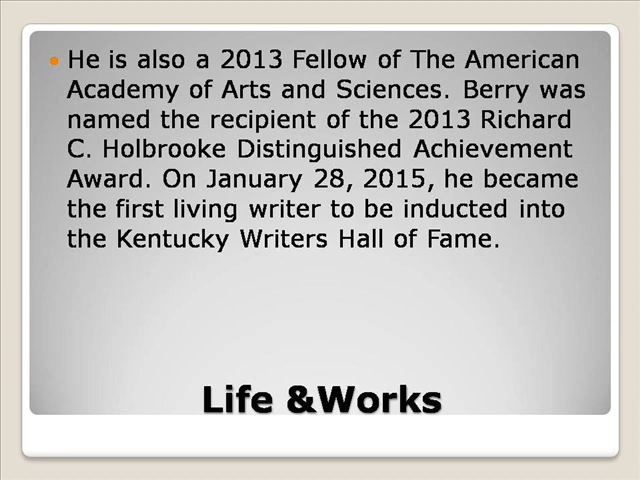 He is also a 2013 Fellow of The American
Academy of Arts and Sciences. Berry was
named the recipient of the 2013 Richard
C. Holbrooke Distinguished Achievement
Award. On January 28, 2015, he became
the first living writer to be inducted into
the Kentucky Writers Hall of Fame.
Life &Works